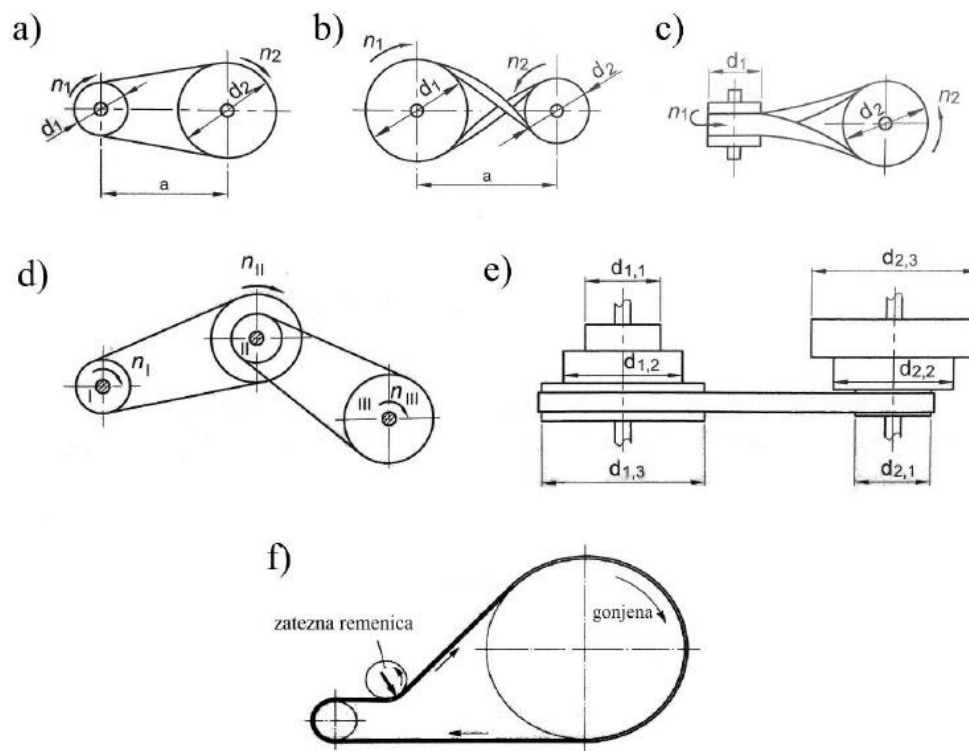 a)
n1
n2
d1
d2
a
b)
n1
n2
d1
d2
a
c)
d1
n1
d2
n2
d)
nII
nI
I
II
III
nIII
e)
d1,1
d2,3
d1,2
d2,2
d1,3
d2,1
f)
zatezna remenica
gonjena